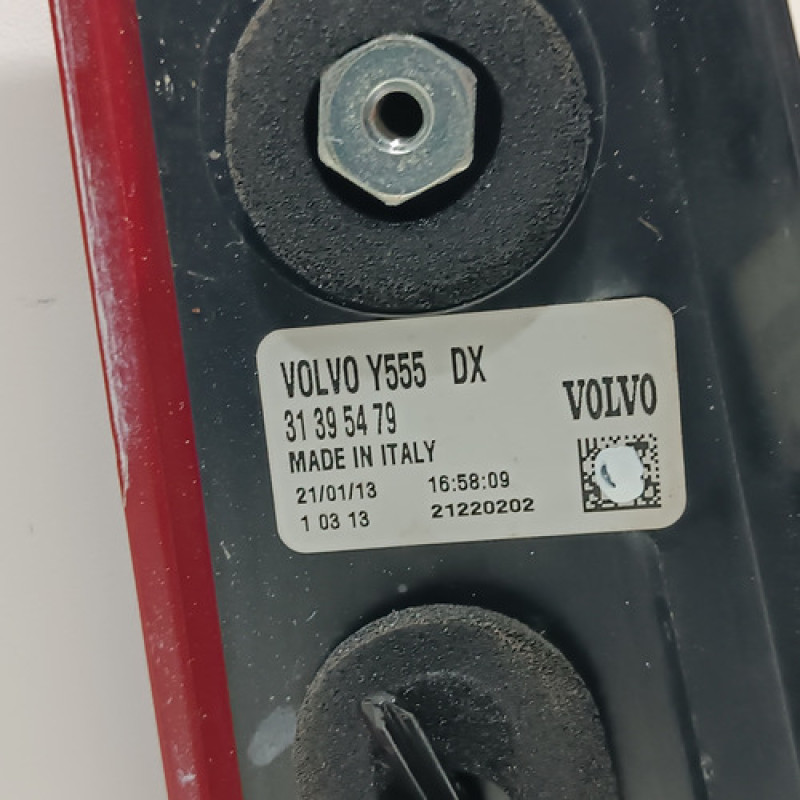 VOLVO Y555 DX
31 39 54 79
VOLVO
MADE IN ITALY
21/01/13 16:58:09
1 03 13 21220202